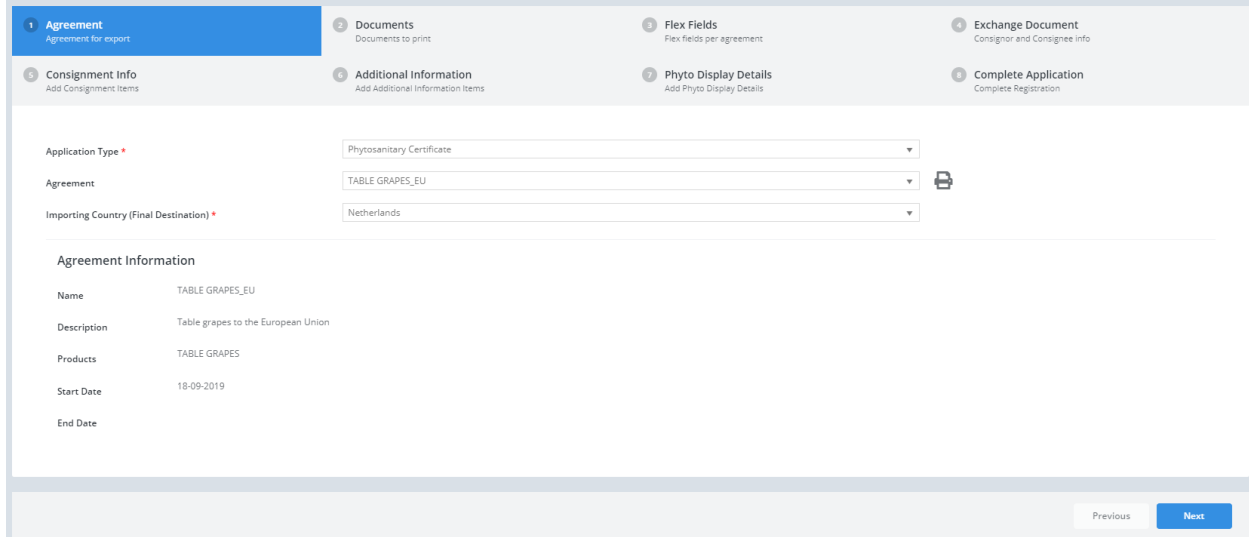 1 Agreement
Agreement for export
2 Documents
Documents to print
3 Flex Fields
Flex fields per agreement
4 Exchange Document
Consignor and Consignee Info
5 Consignment Info
Add Consignment Items
6 Additional Information
Add Additional Information Items
7 Phyto Display Details
Add Phyto Display Details
8 Complete Application
Complete Registration
Application Type * Phytosanitary Certificate
Agreement TABLE GRAPES_EU
Importing Country (Final Destination) * Netherlands
Agreement Information
Name TABLE GRAPES_EU
Description Table grapes to the European Union
Products TABLE GRAPES
Start Date 18-09-2019
End Date
Previous Next